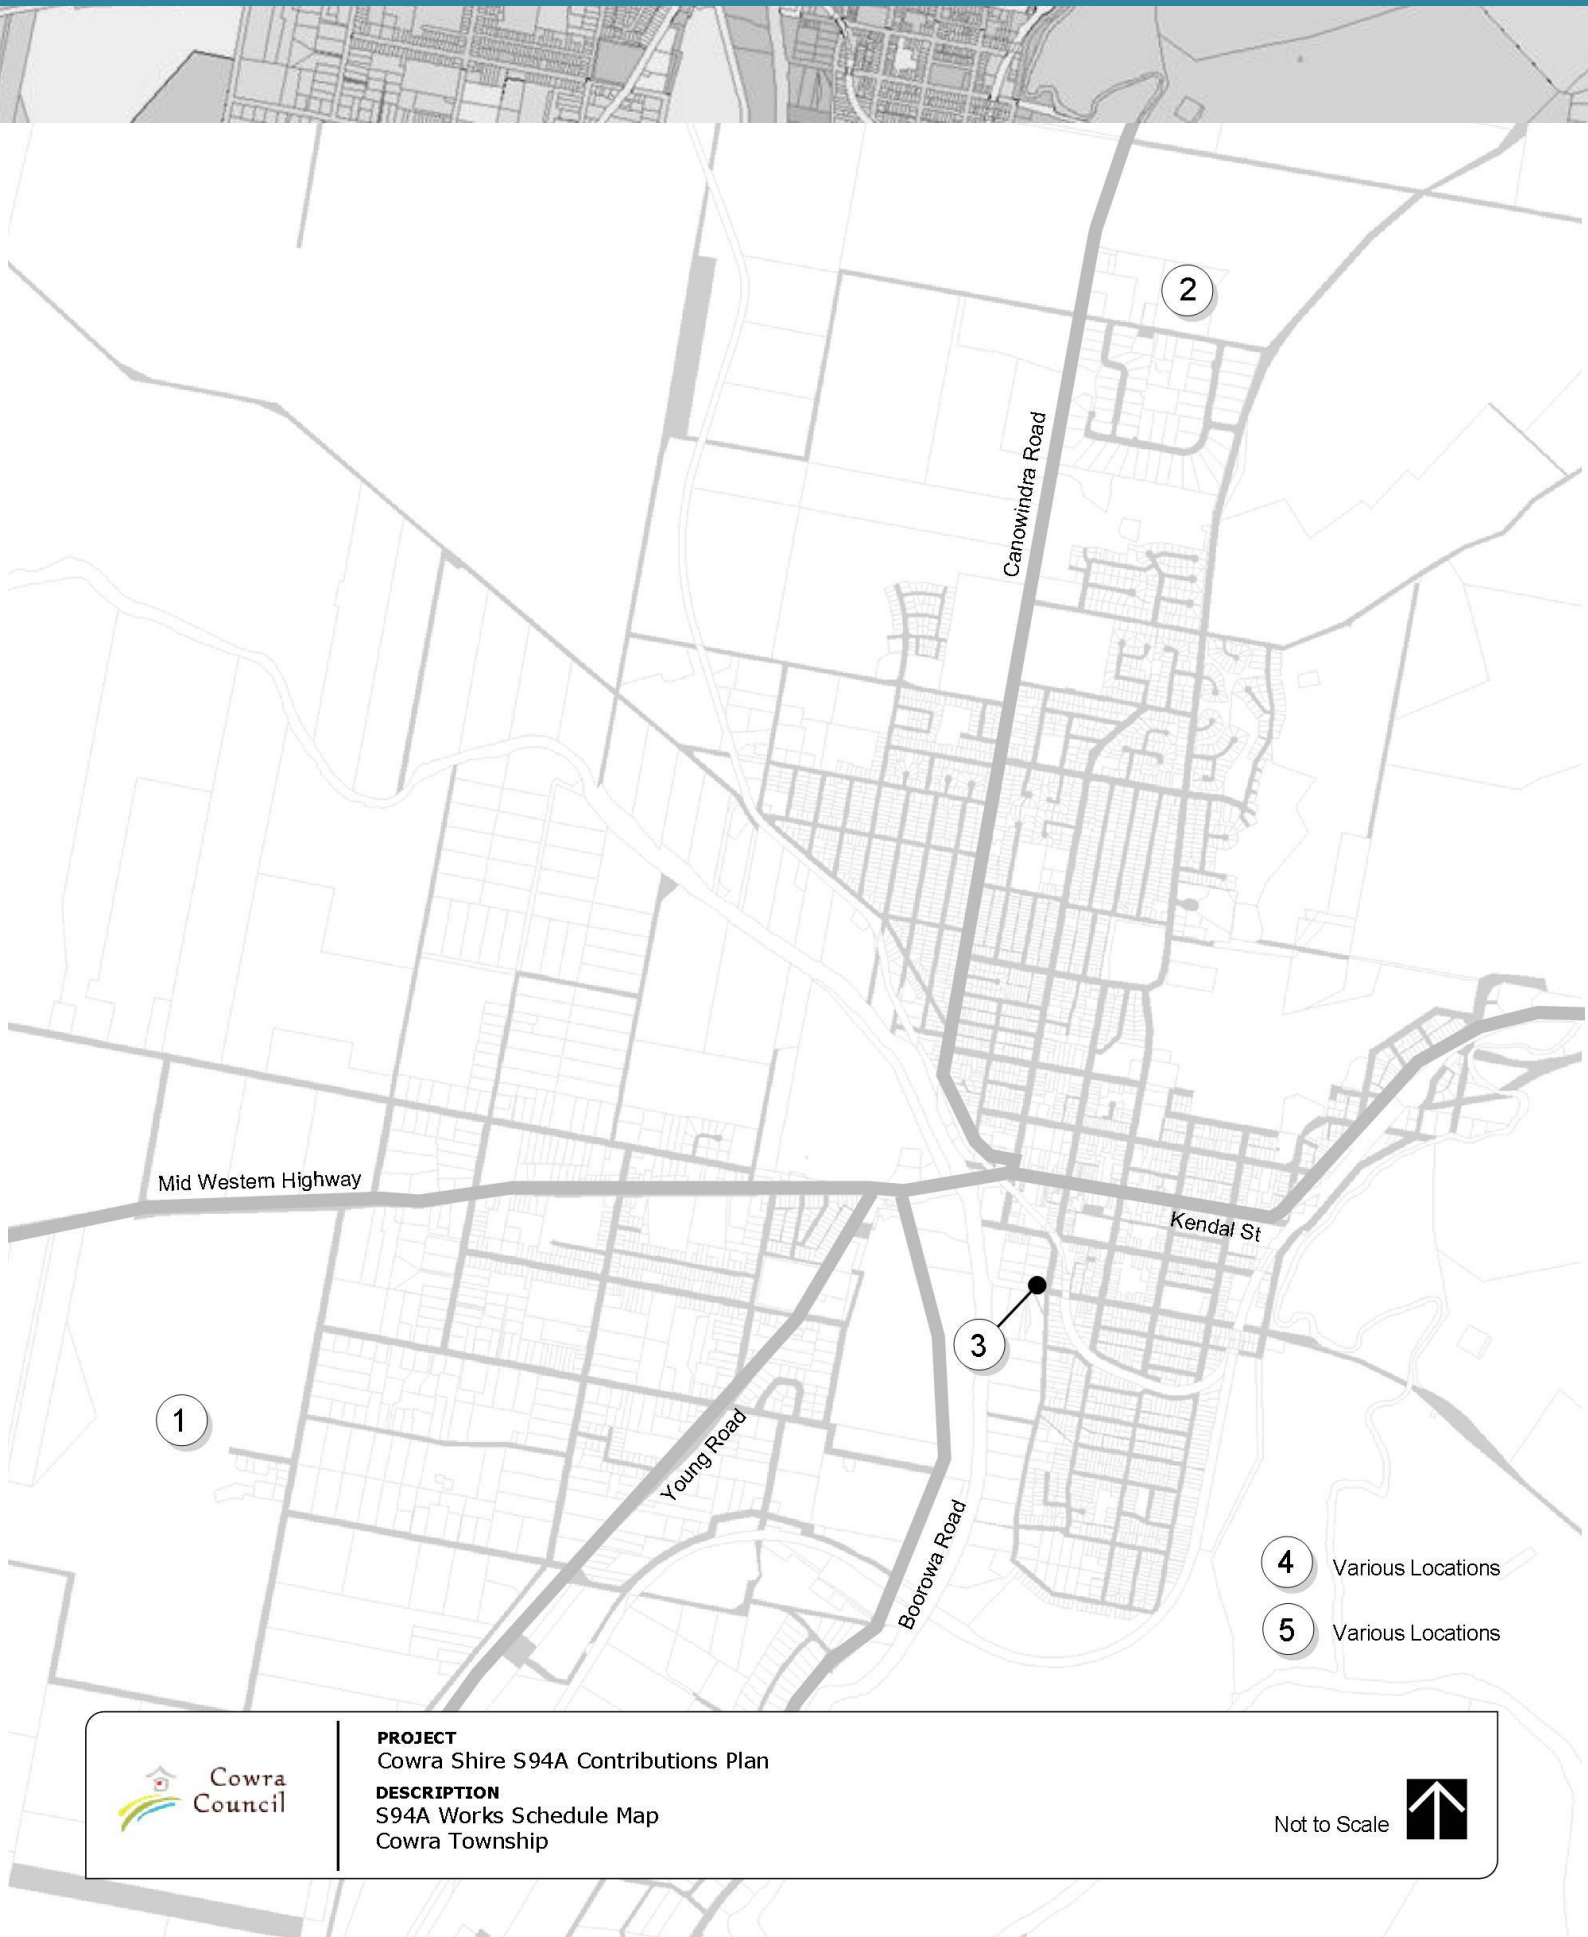 2
Canowindra Road
Mid Western Highway
Kendal St
3
1
Young Road
Boorowa Road
4 Various Locations
5 Various Locations
Cowra
Council
PROJECT
Cowra Shire S94A Contributions Plan
DESCRIPTION
S94A Works Schedule Map
Cowra Township
Not to Scale